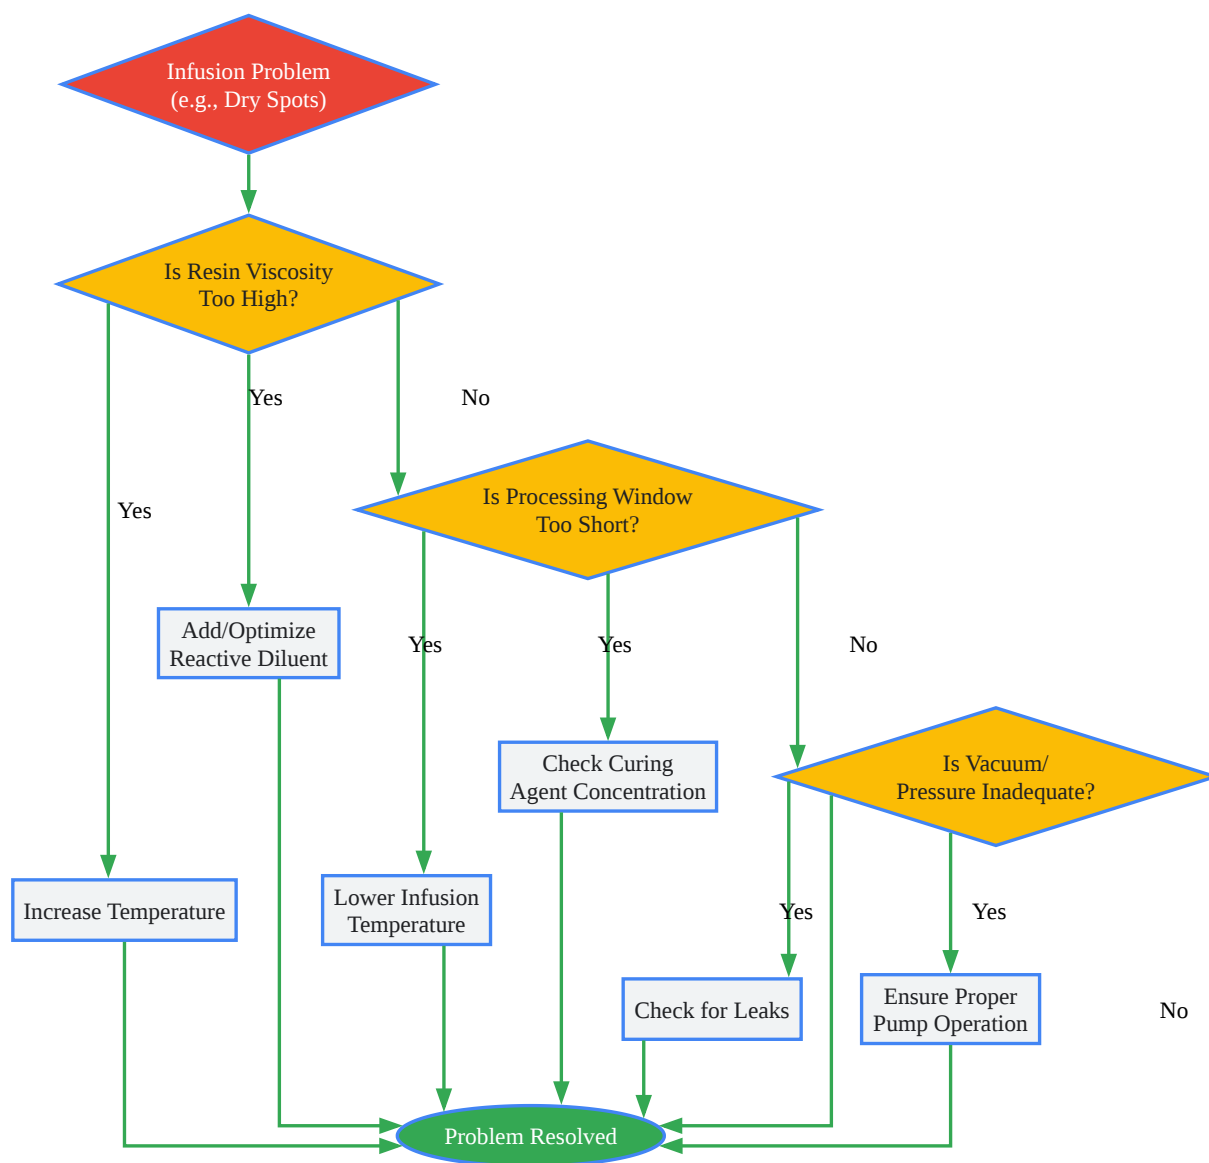 Infusion Problem
(e.g., Dry Spots)
Is Resin Viscosity
Too High?
Yes
No
Is Processing Window
Too Short?
Yes
Add/Optimize
Reactive Diluent
Yes
Yes
No
Check Curing
Agent Concentration
Is Vacuum/
Pressure Inadequate?
Increase Temperature
Lower Infusion
Temperature
Yes
Yes
Check for Leaks
Ensure Proper
Pump Operation
No
Problem Resolved